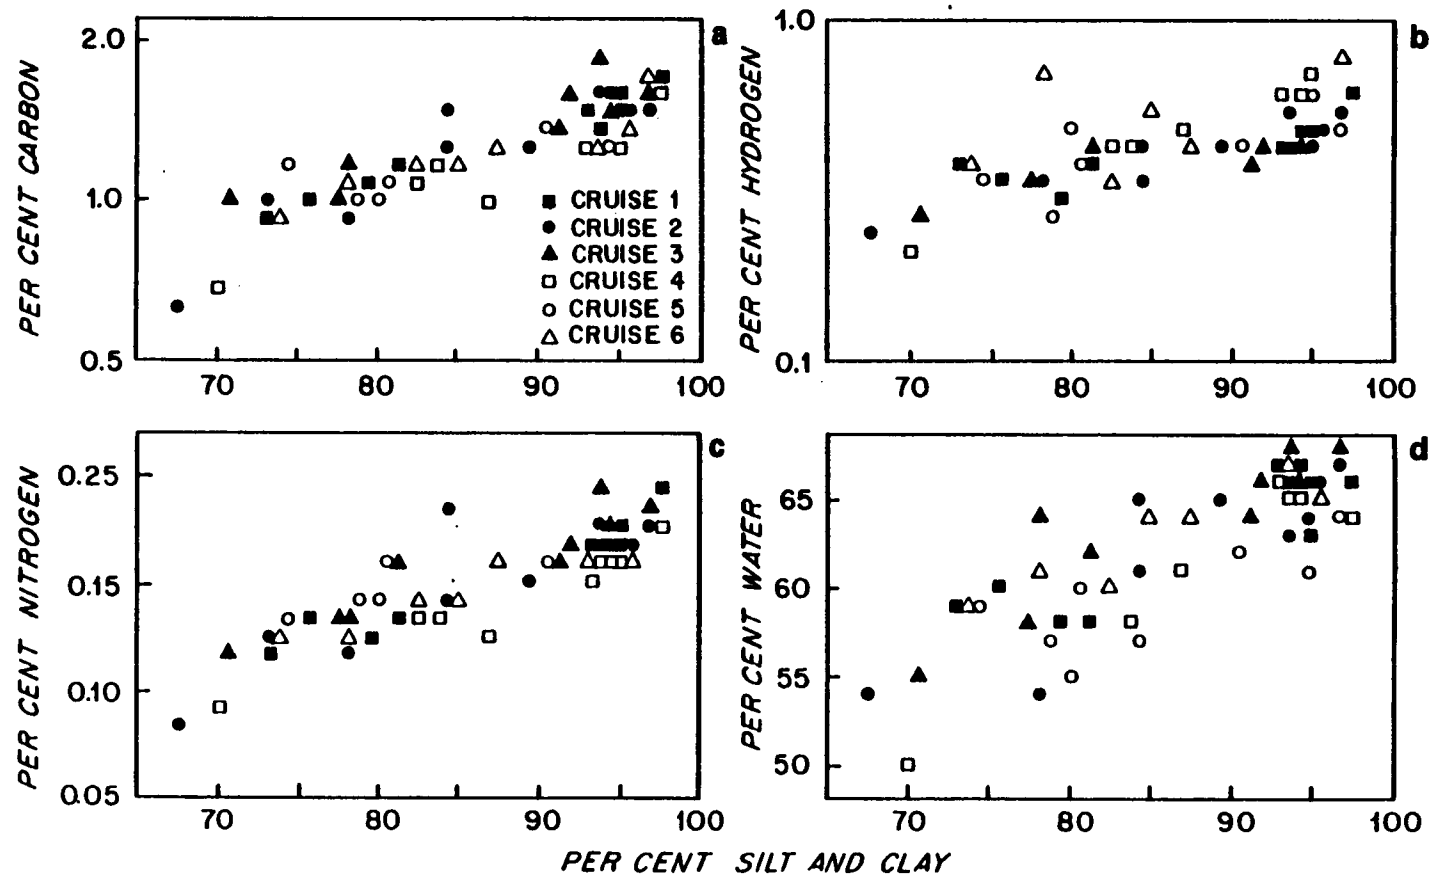 a
2.0
1.0
0.5
PER CENT CARBON
70 80 90 100
CRUISE 1
CRUISE 2
CRUISE 3
CRUISE 4
CRUISE 5
CRUISE 6
b
1.0
0.1
PER CENT HYDROGEN
70 80 90 100
c
0.25
0.15
0.10
0.05
PER CENT NITROGEN
70 80 90 100
d
65
60
55
50
PER CENT WATER
70 80 90 100
PER CENT SILT AND CLAY